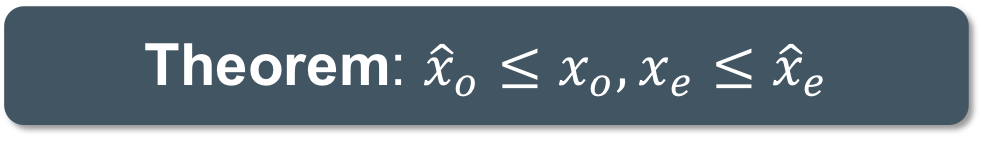 Theorem: x̂ₒ ≤ xₒ, xₑ ≤ x̂ₑ